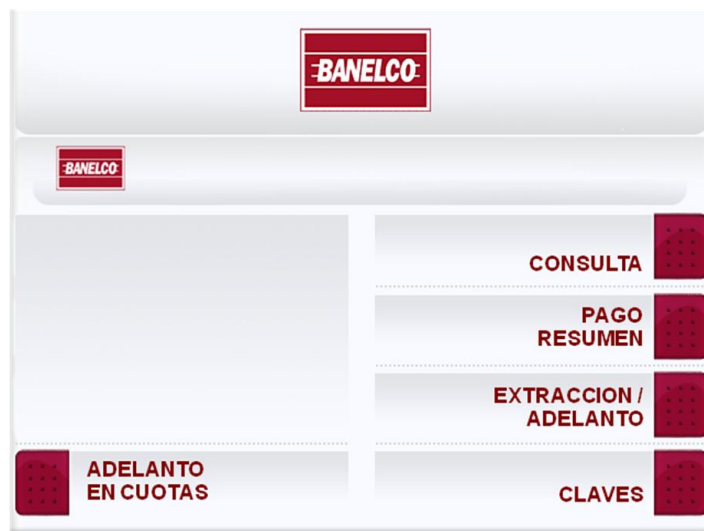 BANELCO
BANELCO
CONSULTA
PAGO
RESUMEN
EXTRACCION /
ADELANTO
ADELANTO
EN CUOTAS
CLAVES